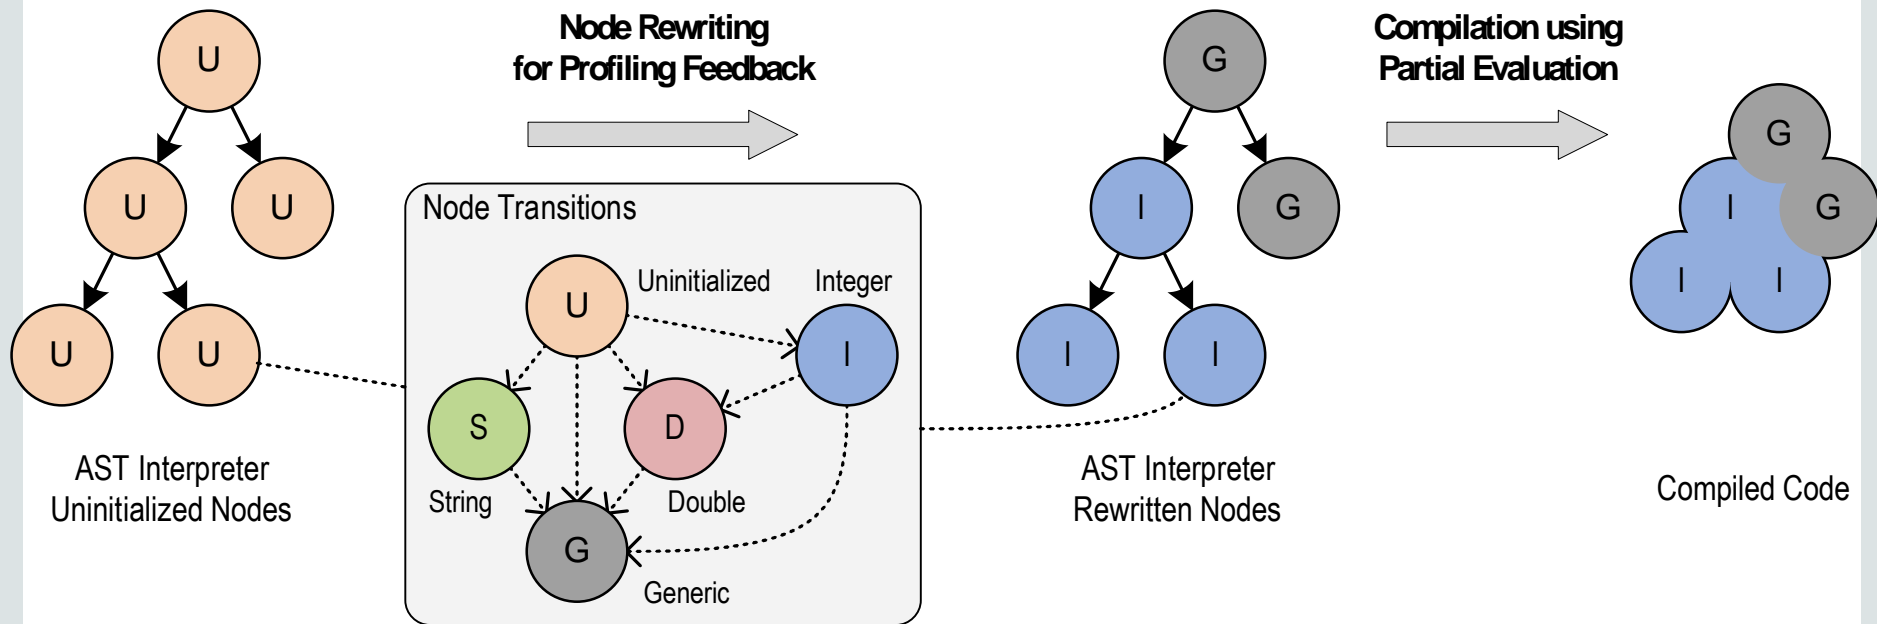 U
U
U
U
U
AST Interpreter
Uninitialized Nodes
Node Rewriting
for Profiling Feedback
Node Transitions
U
Uninitialized
Integer
I
S
D
String
Double
G
Generic
G
I
G
I
I
AST Interpreter
Rewritten Nodes
Compilation using
Partial Evaluation
G
I
G
I
I
Compiled Code